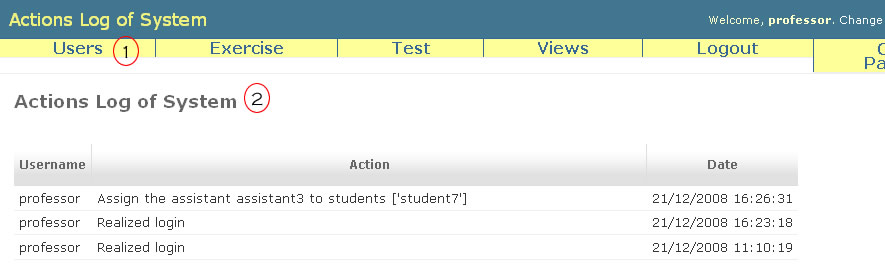 Actions Log of System
Welcome, professor. Change
Users 1 Exercise Test Views Logout C
Pa
Actions Log of System 2
Username Action Date
professor Assign the assistant assistant3 to students ['student7'] 21/12/2008 16:26:31
professor Realized login 21/12/2008 16:23:18
professor Realized login 21/12/2008 11:10:19